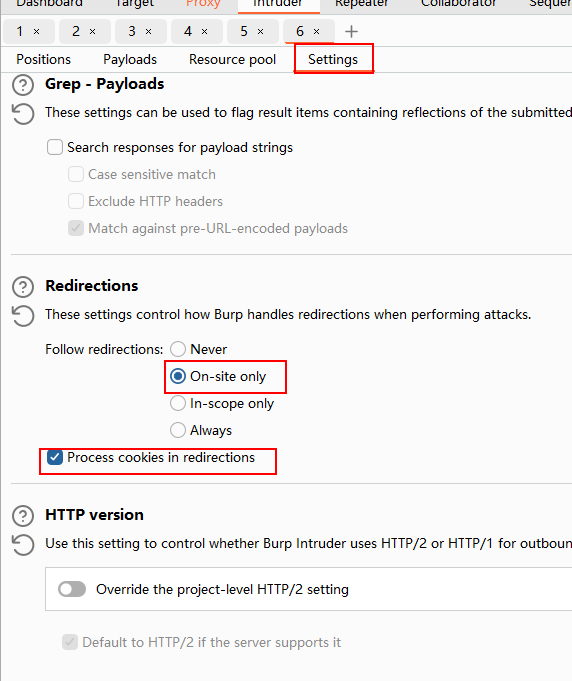 Dashboard Target Proxy Intruder Repeater Collaborator Sequen
1 × 2 × 3 × 4 × 5 × 6 × +
Positions Payloads Resource pool Settings
Grep - Payloads
These settings can be used to flag result items containing reflections of the submitted
Search responses for payload strings
Case sensitive match
Exclude HTTP headers
Match against pre-URL-encoded payloads
Redirections
These settings control how Burp handles redirections when performing attacks.
Follow redirections: Never
On-site only
In-scope only
Always
Process cookies in redirections
HTTP version
Use this setting to control whether Burp Intruder uses HTTP/2 or HTTP/1 for outboun
Override the project-level HTTP/2 setting
Default to HTTP/2 if the server supports it